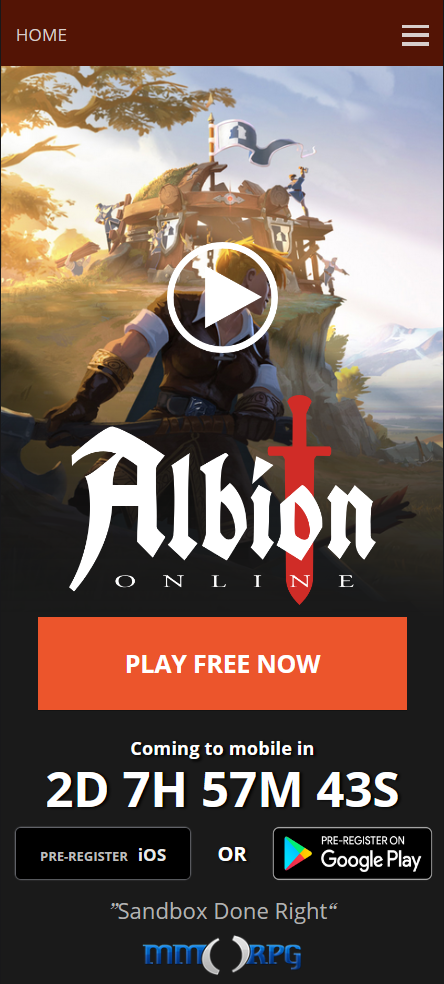 HOME
Albion
ONLINE
PLAY FREE NOW
Coming to mobile in
2D 7H 57M 43S
PRE-REGISTER iOS
OR
PRE-REGISTER ON
Google Play
”Sandbox Done Right“
MMORPG